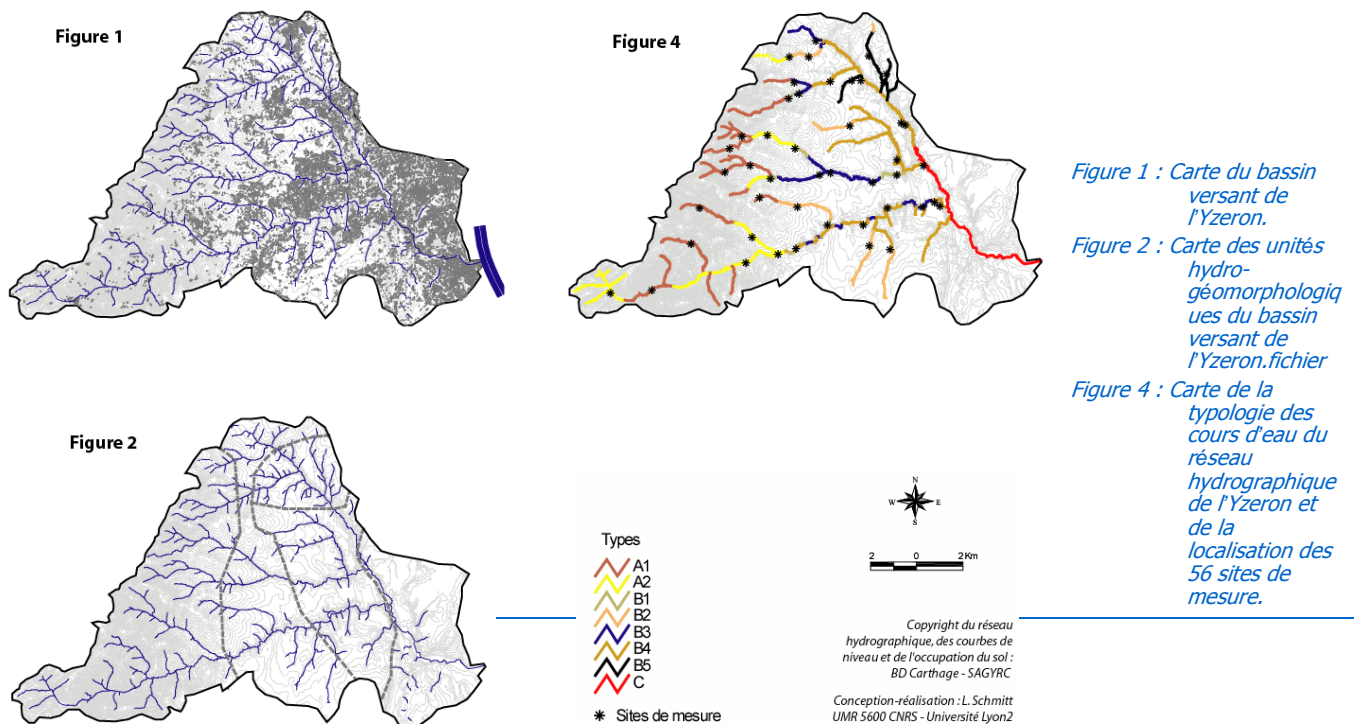 Figure 1
Figure 4
Figure 1 : Carte du bassin
versant de
l'Yzeron.
Figure 2 : Carte des unités
hydro-
géomorphologiq
ues du bassin
versant de
l'Yzeron.fichier
Figure 4 : Carte de la
typologie des
cours d'eau du
réseau
hydrographique
de l'Yzeron et
de la
localisation des
56 sites de
mesure.
Figure 2
Types
A1
A2
B1
B2
B3
B4
B5
C
Sites de mesure
N
W E
S
2 0 2 Km
Copyright du réseau
hydrographique, des courbes de
niveau et de l'occupation du sol :
BD Carthage - SAGYRC
Conception-réalisation : L. Schmitt
UMR 5600 CNRS - Université Lyon2